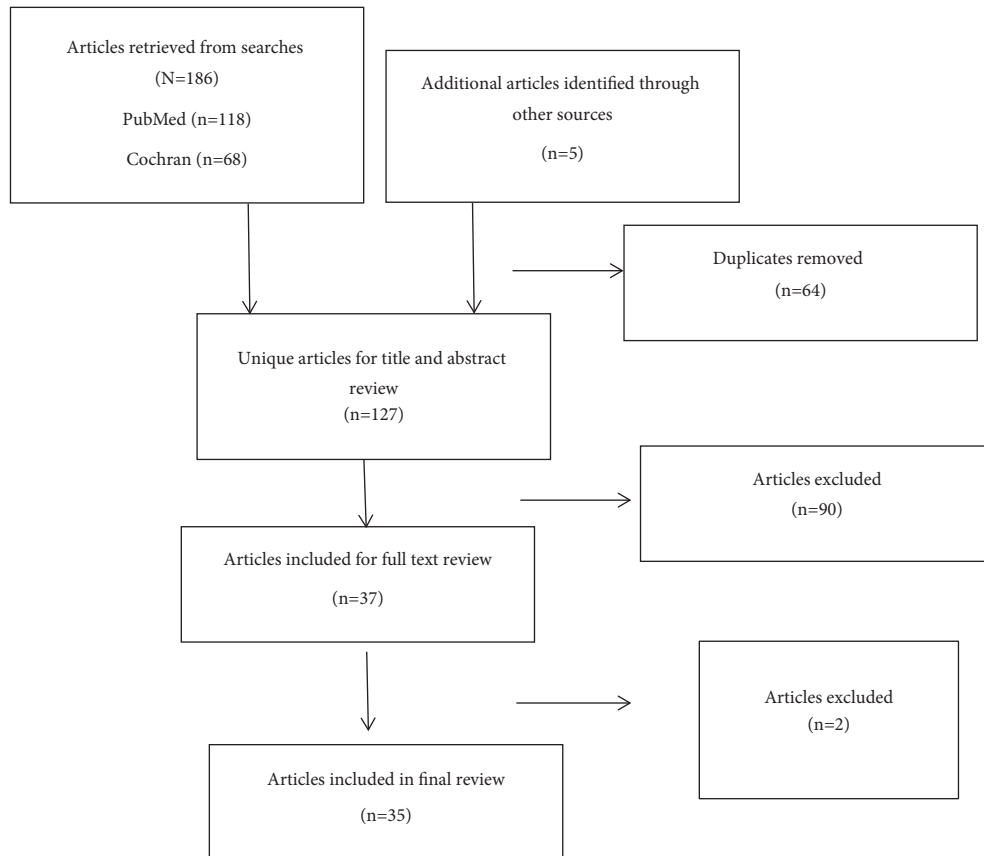 Articles retrieved from searches
(N=186)
PubMed (n=118)
Cochran (n=68)
Additional articles identified through
other sources
(n=5)
Duplicates removed
(n=64)
Unique articles for title and abstract
review
(n=127)
Articles excluded
(n=90)
Articles included for full text review
(n=37)
Articles excluded
(n=2)
Articles included in final review
(n=35)